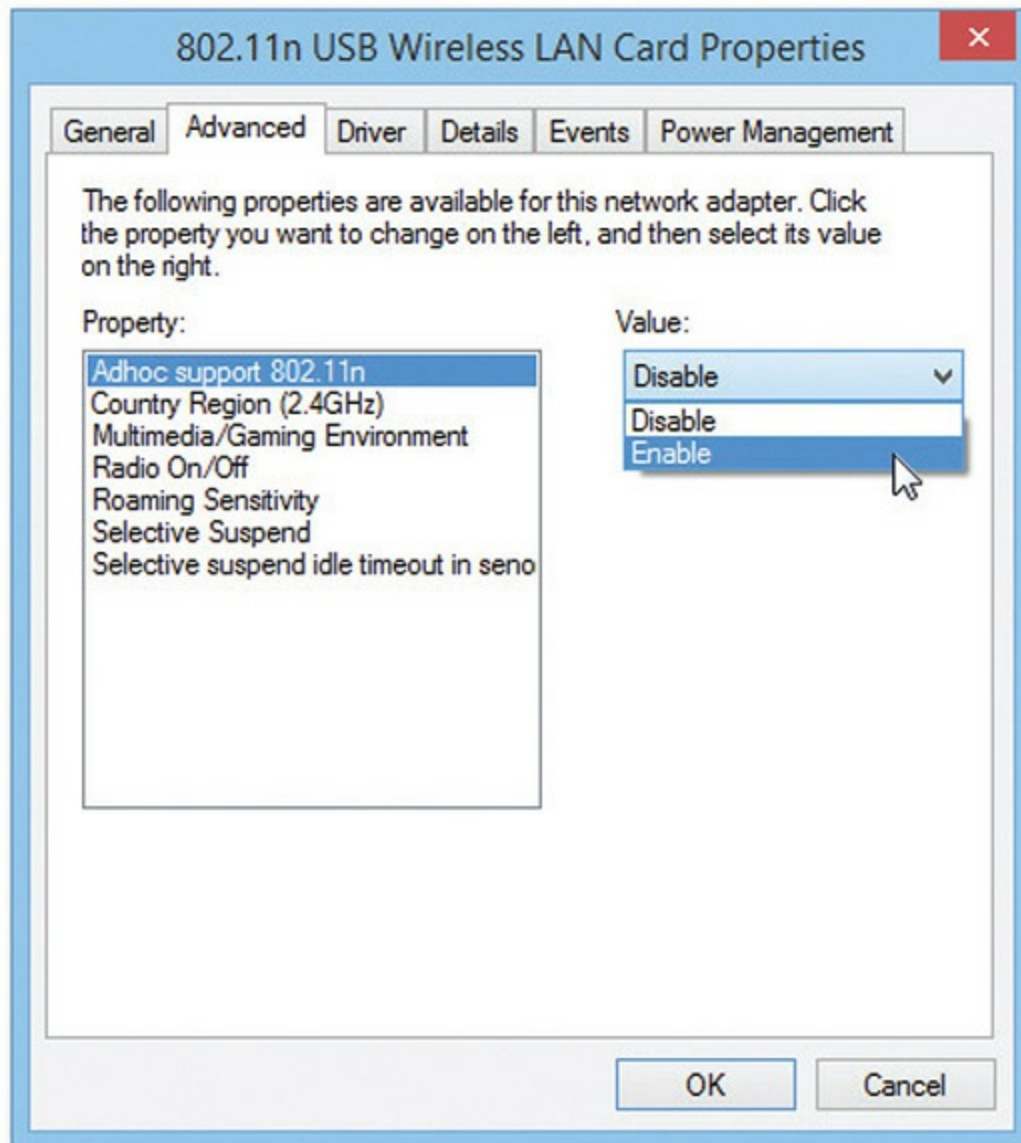 802.11n USB Wireless LAN Card Properties
General Advanced Driver Details Events Power Management
The following properties are available for this network adapter. Click
the property you want to change on the left, and then select its value
on the right.
Property:
Value:
Adhoc support 802.11n
Country Region (2.4GHz)
Multimedia/Gaming Environment
Radio On/Off
Roaming Sensitivity
Selective Suspend
Selective suspend idle timeout in seno
Disable
Disable
Enable
OK
Cancel